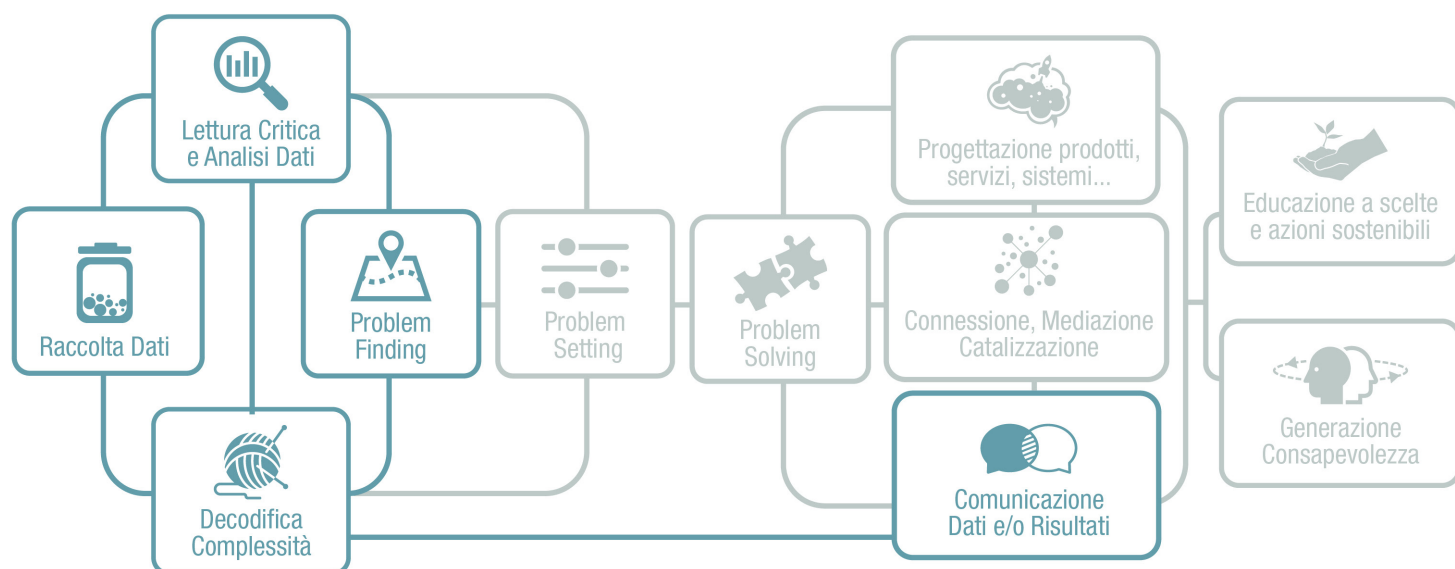 Lettura Critica
e Analisi Dati
Raccolta Dati
Problem
Finding
Decodifica
Complessità
Problem
Setting
Problem
Solving
Progettazione prodotti,
servizi, sistemi...
Connessione, Mediazione
Catalizzazione
Comunicazione
Dati e/o Risultati
Educazione a scelte
e azioni sostenibili
Generazione
Consapevolezza